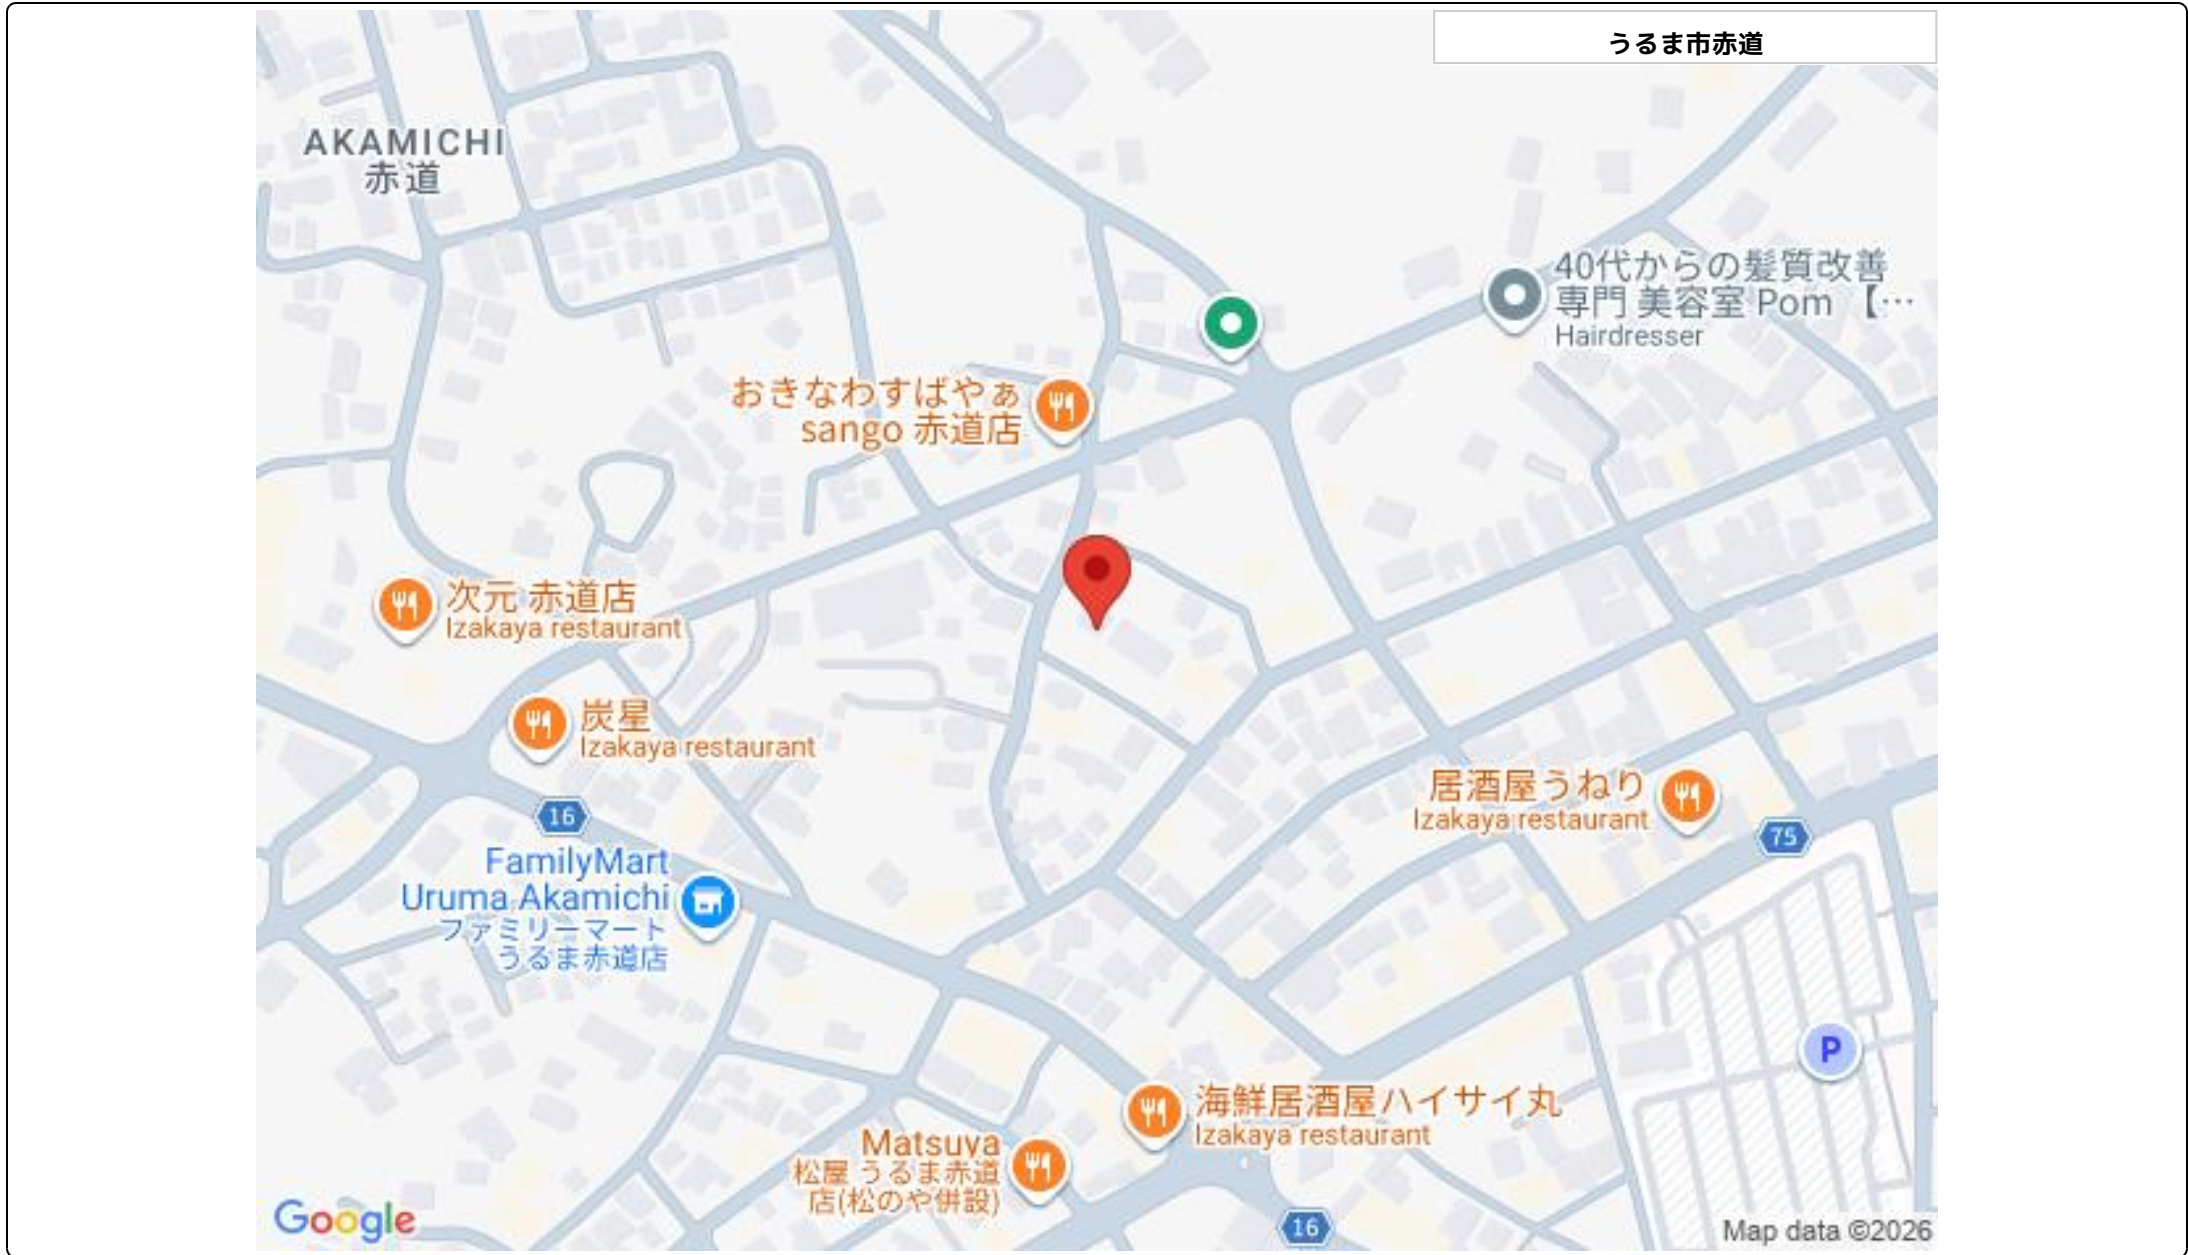 うるま市赤道
AKAMICHI
赤道
40代からの髪質改善
専門 美容室 Pom 【…
Hairdresser
おきなわすばやぁ
sango 赤道店
次元 赤道店
Izakaya restaurant
炭星
Izakaya restaurant
居酒屋うねり
Izakaya restaurant
16
75
FamilyMart
Uruma Akamichi
ファミリーマート
うるま赤道店
P
海鮮居酒屋ハイサイ丸
Izakaya restaurant
Matsuya
松屋 うるま赤道
店(松のや併設)
16
Google
Map data ©2026